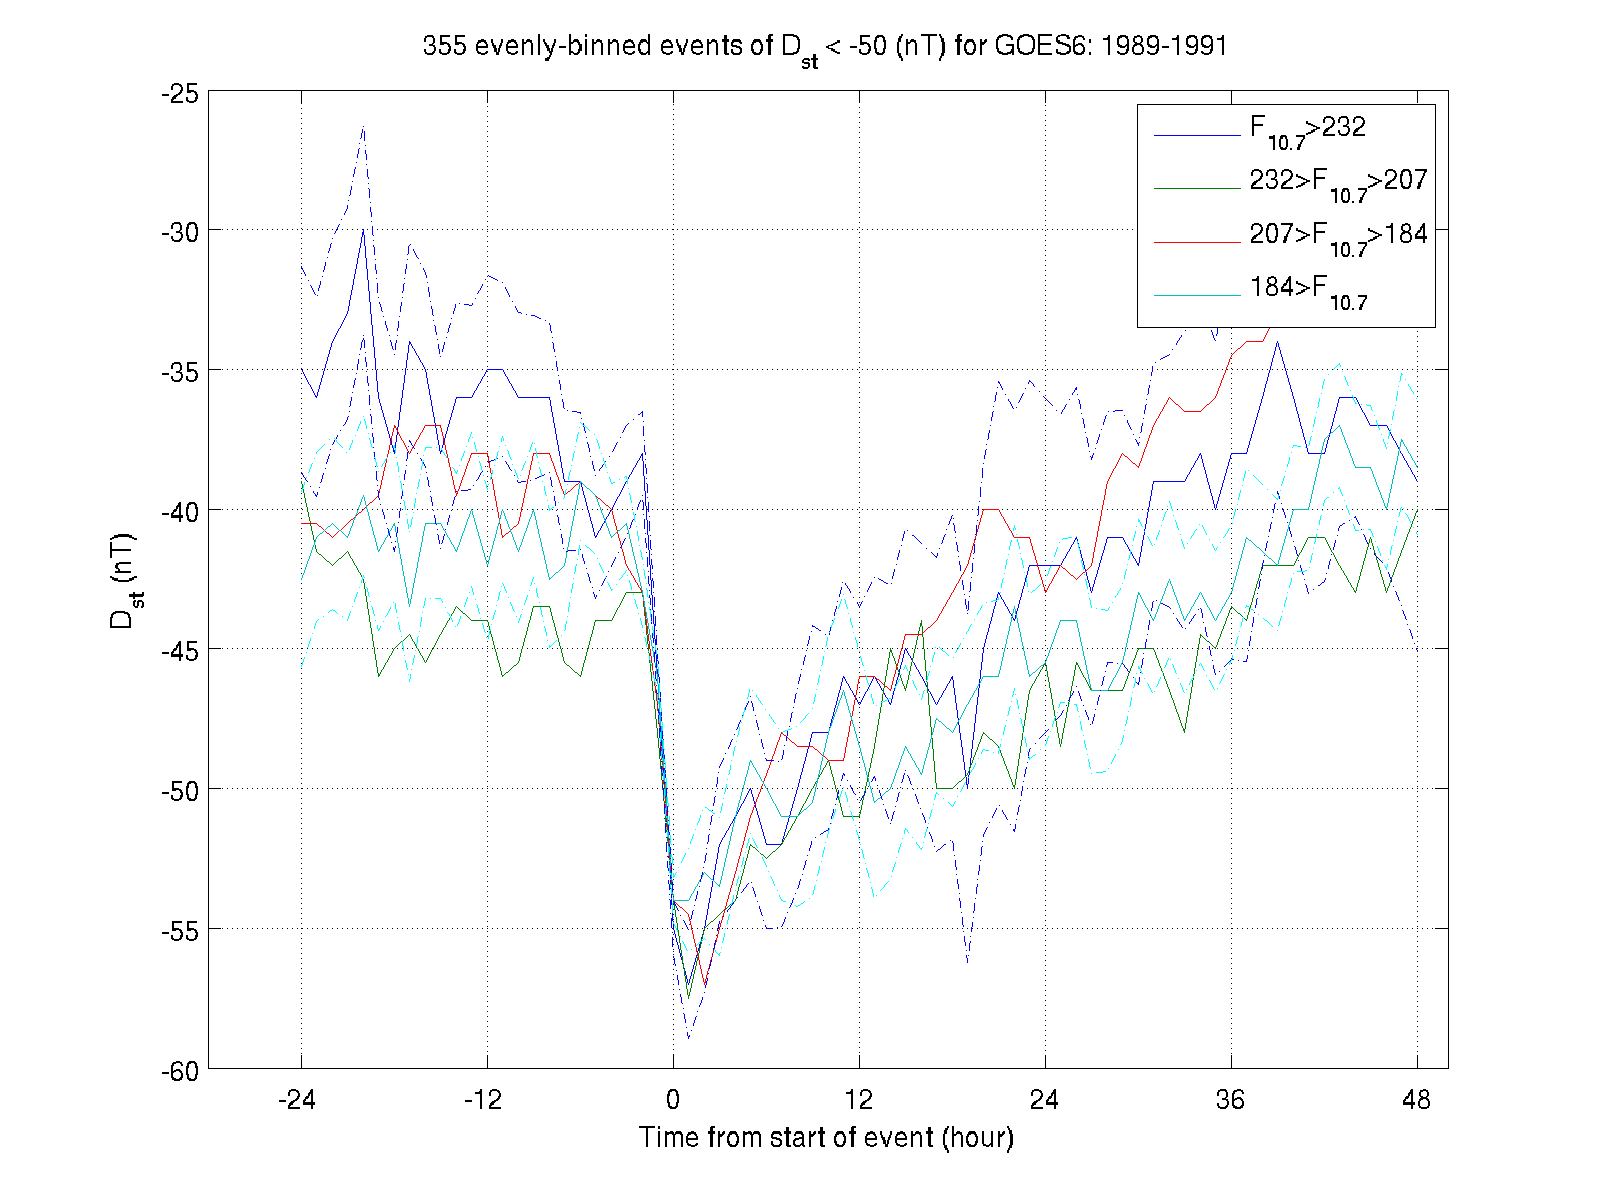 355 evenly-binned events of Dst < -50 (nT) for GOES6: 1989-1991
-25
-30
-35
-40
-45
-50
-55
-60
Dst (nT)
F10.7>232
232>F10.7>207
207>F10.7>184
184>F10.7
-24 -12 0 12 24 36 48
Time from start of event (hour)